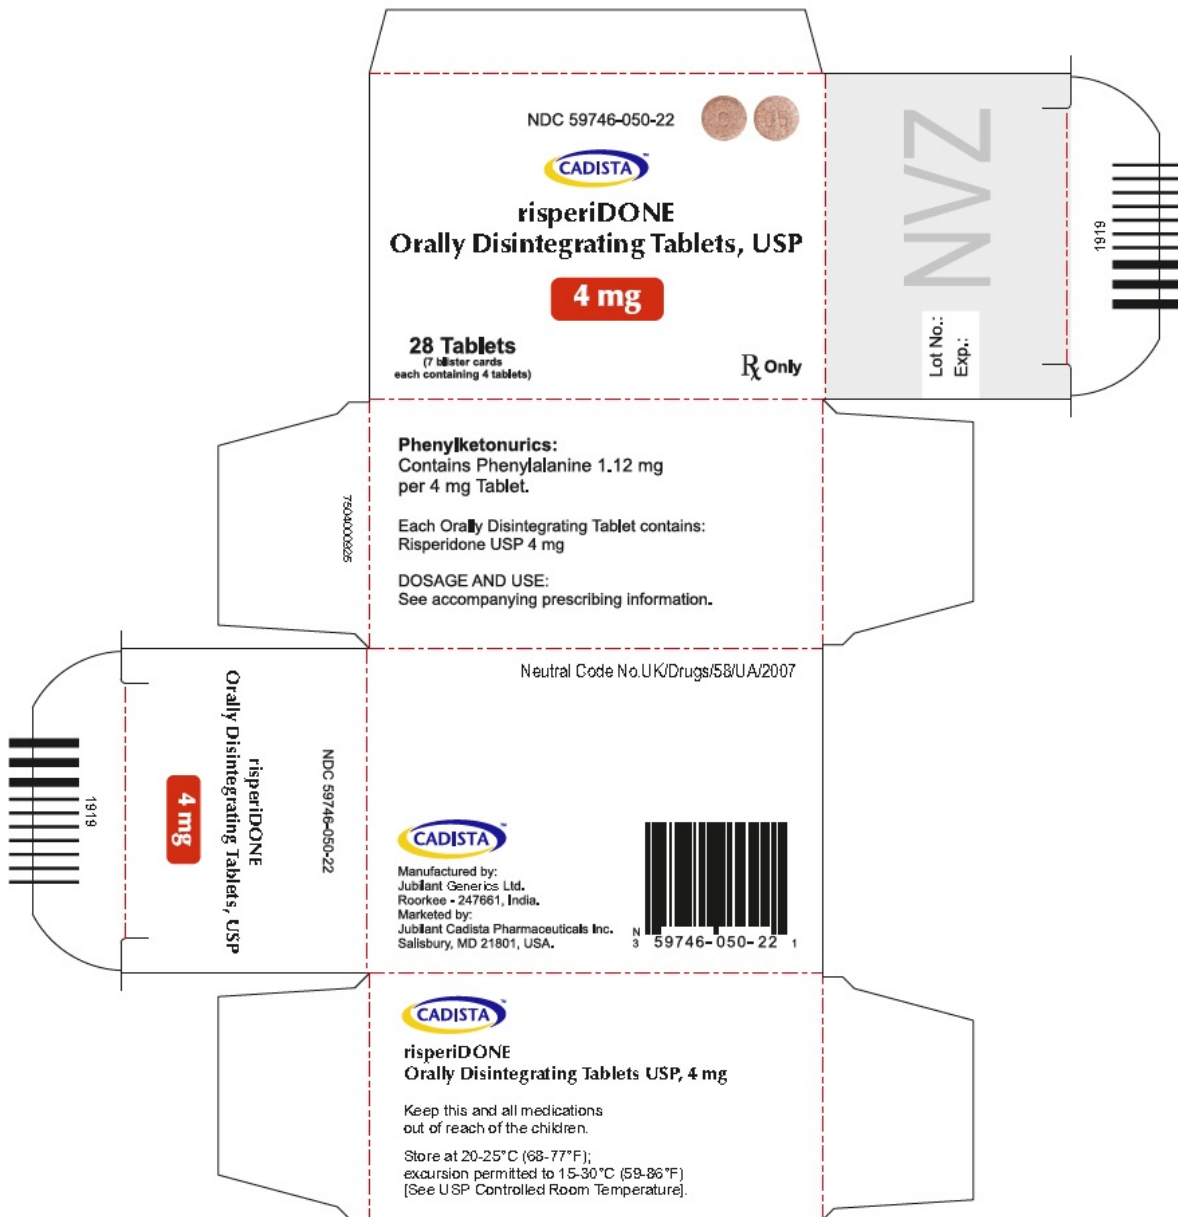 NDC 59746-050-22
CADISTA™
risperiDONE
Orally Disintegrating Tablets, USP
4 mg
28 Tablets
(7 blister cards
each containing 4 tablets)
Rx Only
NVZ
Lot No.:
Exp.:
1919
Phenylketonurics:
Contains Phenylalanine 1.12 mg
per 4 mg Tablet.
Each Orally Disintegrating Tablet contains:
Risperidone USP 4 mg
DOSAGE AND USE:
See accompanying prescribing information.
7504000925
Neutral Code No.UK/Drugs/58/UA/2007
NDC 59746-050-22
risperiDONE
Orally Disintegrating Tablets, USP
4 mg
1919
CADISTA™
Manufactured by:
Jubilant Generics Ltd.
Roorkee - 247661, India.
Marketed by:
Jubilant Cadista Pharmaceuticals Inc.
Salisbury, MD 21801, USA.
N
3 59746-050-22 1
CADISTA™
risperiDONE
Orally Disintegrating Tablets USP, 4 mg
Keep this and all medications
out of reach of the children.
Store at 20-25°C (68-77°F);
excursion permitted to 15-30°C (59-86°F)
[See USP Controlled Room Temperature].